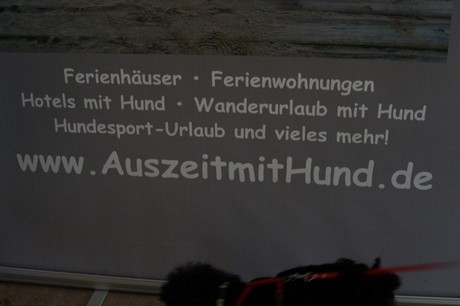 Ferienhäuser · Ferienwohnungen
Hotels mit Hund · Wanderurlaub mit Hund
Hundesport-Urlaub und vieles mehr!
www.AuszeitmitHund.de